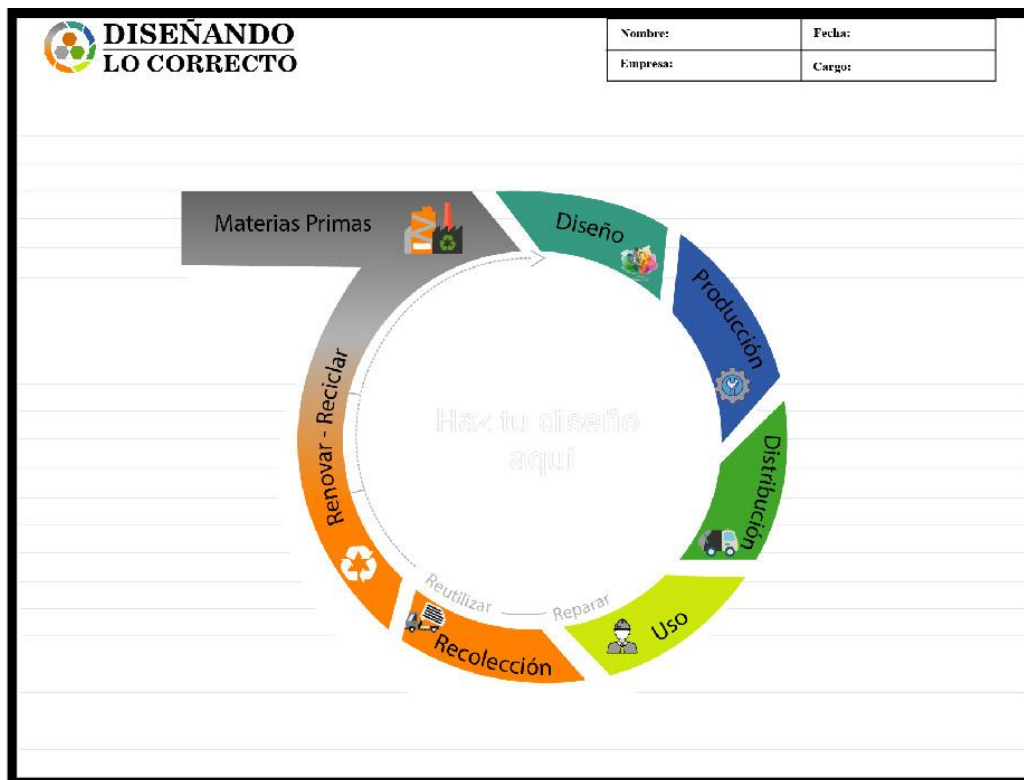 DISEÑANDO
LO CORRECTO
Nombre:
Fecha:
Empresa:
Cargo:
Materias Primas
Diseño
Producción
Distribución
Uso
Recolección
Renovar - Reciclar
Reutilizar
Reparar
Haz tu diseño
aquí